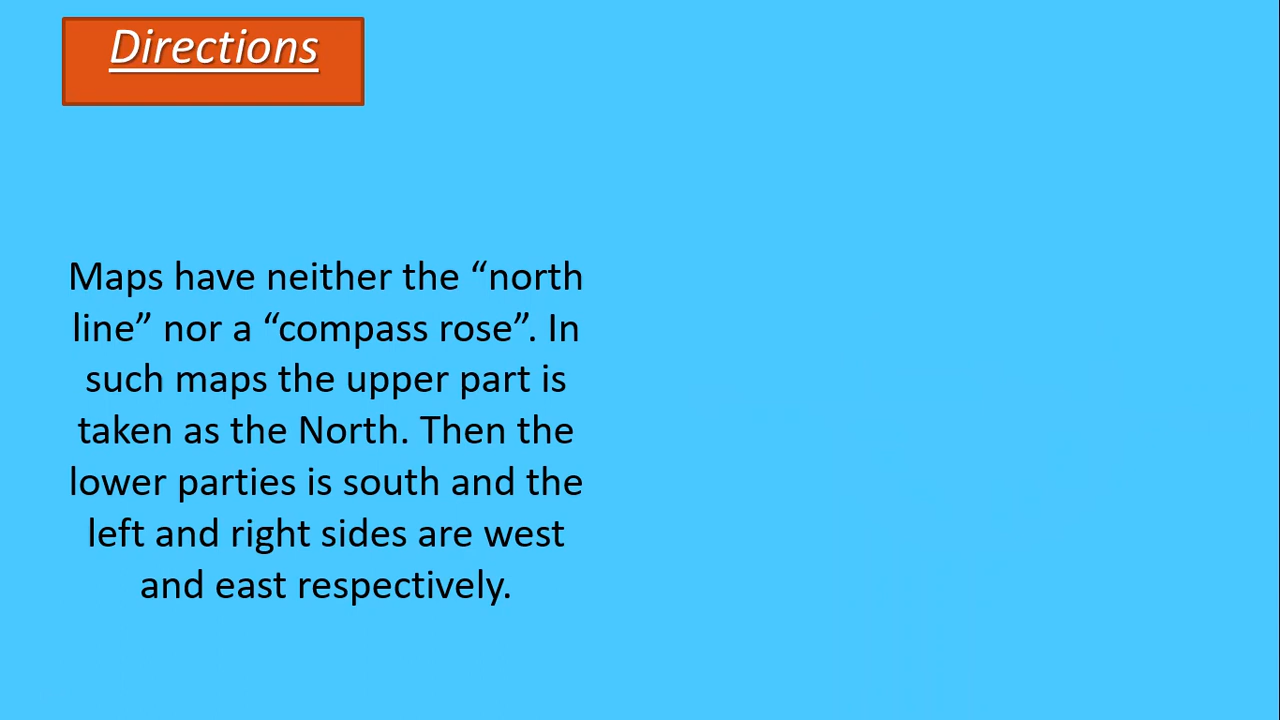 Directions
Maps have neither the “north
line” nor a “compass rose”. In
such maps the upper part is
taken as the North. Then the
lower parties is south and the
left and right sides are west
and east respectively.